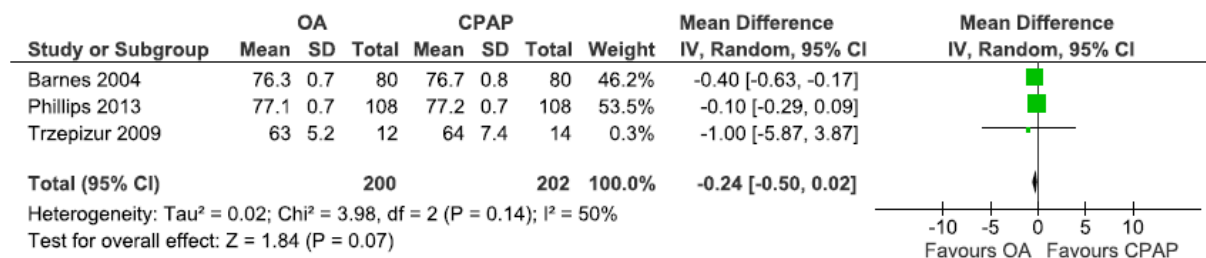 OA CPAP Mean Difference Mean Difference
Study or Subgroup Mean SD Total Mean SD Total Weight IV, Random, 95% CI IV, Random, 95% CI
Barnes 2004 76.3 0.7 80 76.7 0.8 80 46.2% -0.40 [-0.63, -0.17]
Phillips 2013 77.1 0.7 108 77.2 0.7 108 53.5% -0.10 [-0.29, 0.09]
Trzepizur 2009 63 5.2 12 64 7.4 14 0.3% -1.00 [-5.87, 3.87]
Total (95% CI) 200 202 100.0% -0.24 [-0.50, 0.02]
Heterogeneity: Tau² = 0.02; Chi² = 3.98, df = 2 (P = 0.14); I² = 50%
Test for overall effect: Z = 1.84 (P = 0.07)
-10 -5 0 5 10
Favours OA Favours CPAP